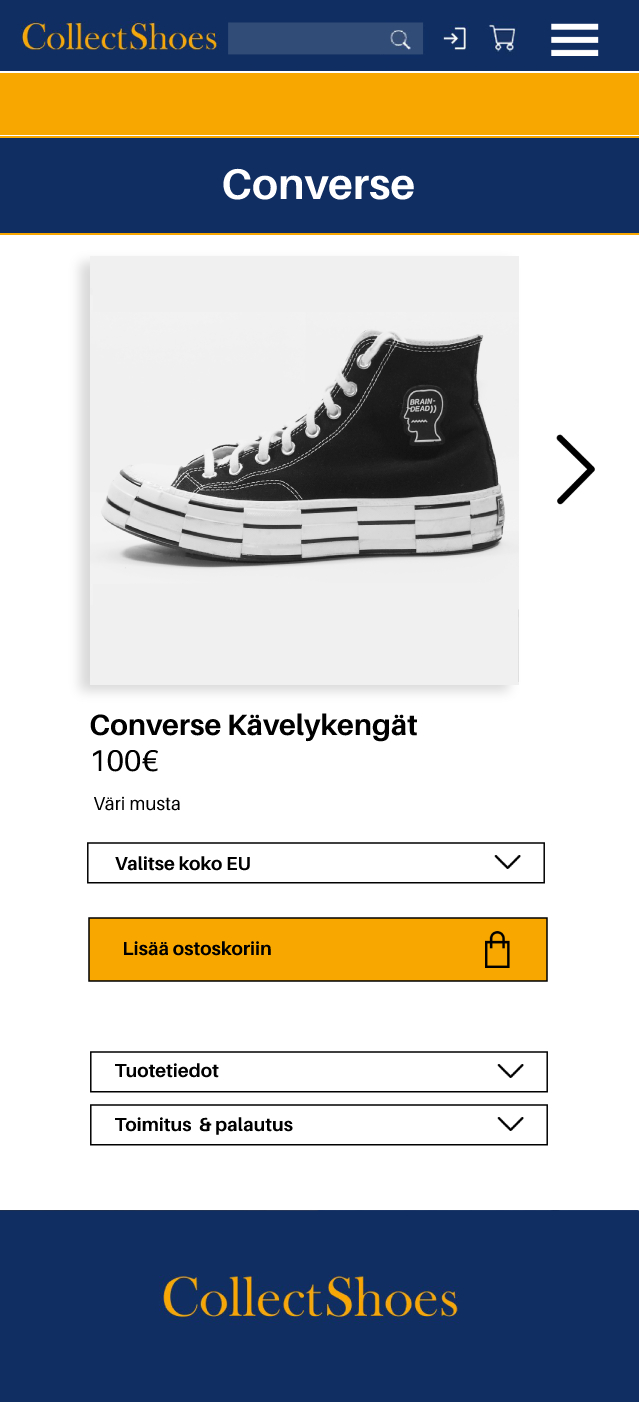 CollectShoes
Converse
BRAIN-
DEAD))
Converse Kävelykengät
100€
Väri musta
Valitse koko EU
Lisää ostoskoriin
Tuotetiedot
Toimitus & palautus
CollectShoes